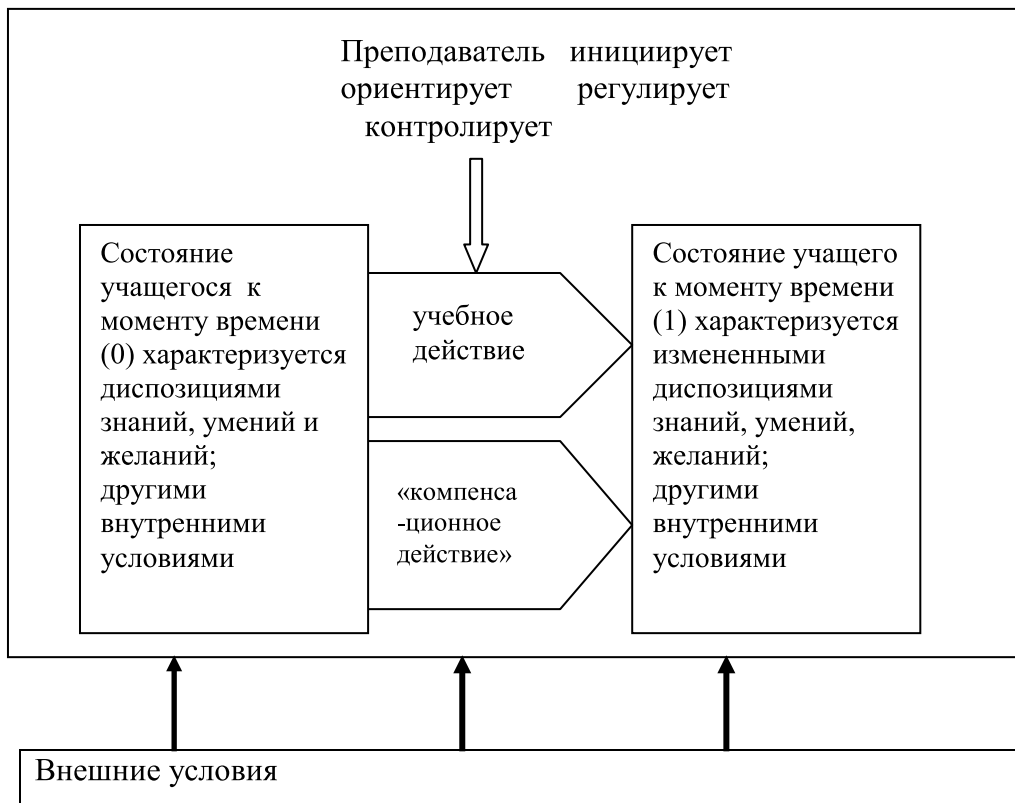 Преподаватель инициирует
ориентирует регулирует
контролирует
Состояние
учащегося к
моменту времени
(0) характеризуется
диспозициями
знаний, умений и
желаний;
другими
внутренними
условиями
учебное
действие
«компенса
-ционное
действие»
Состояние учащего
к моменту времени
(1) характеризуется
измененными
диспозициями
знаний, умений,
желаний;
другими
внутренними
условиями
Внешние условия